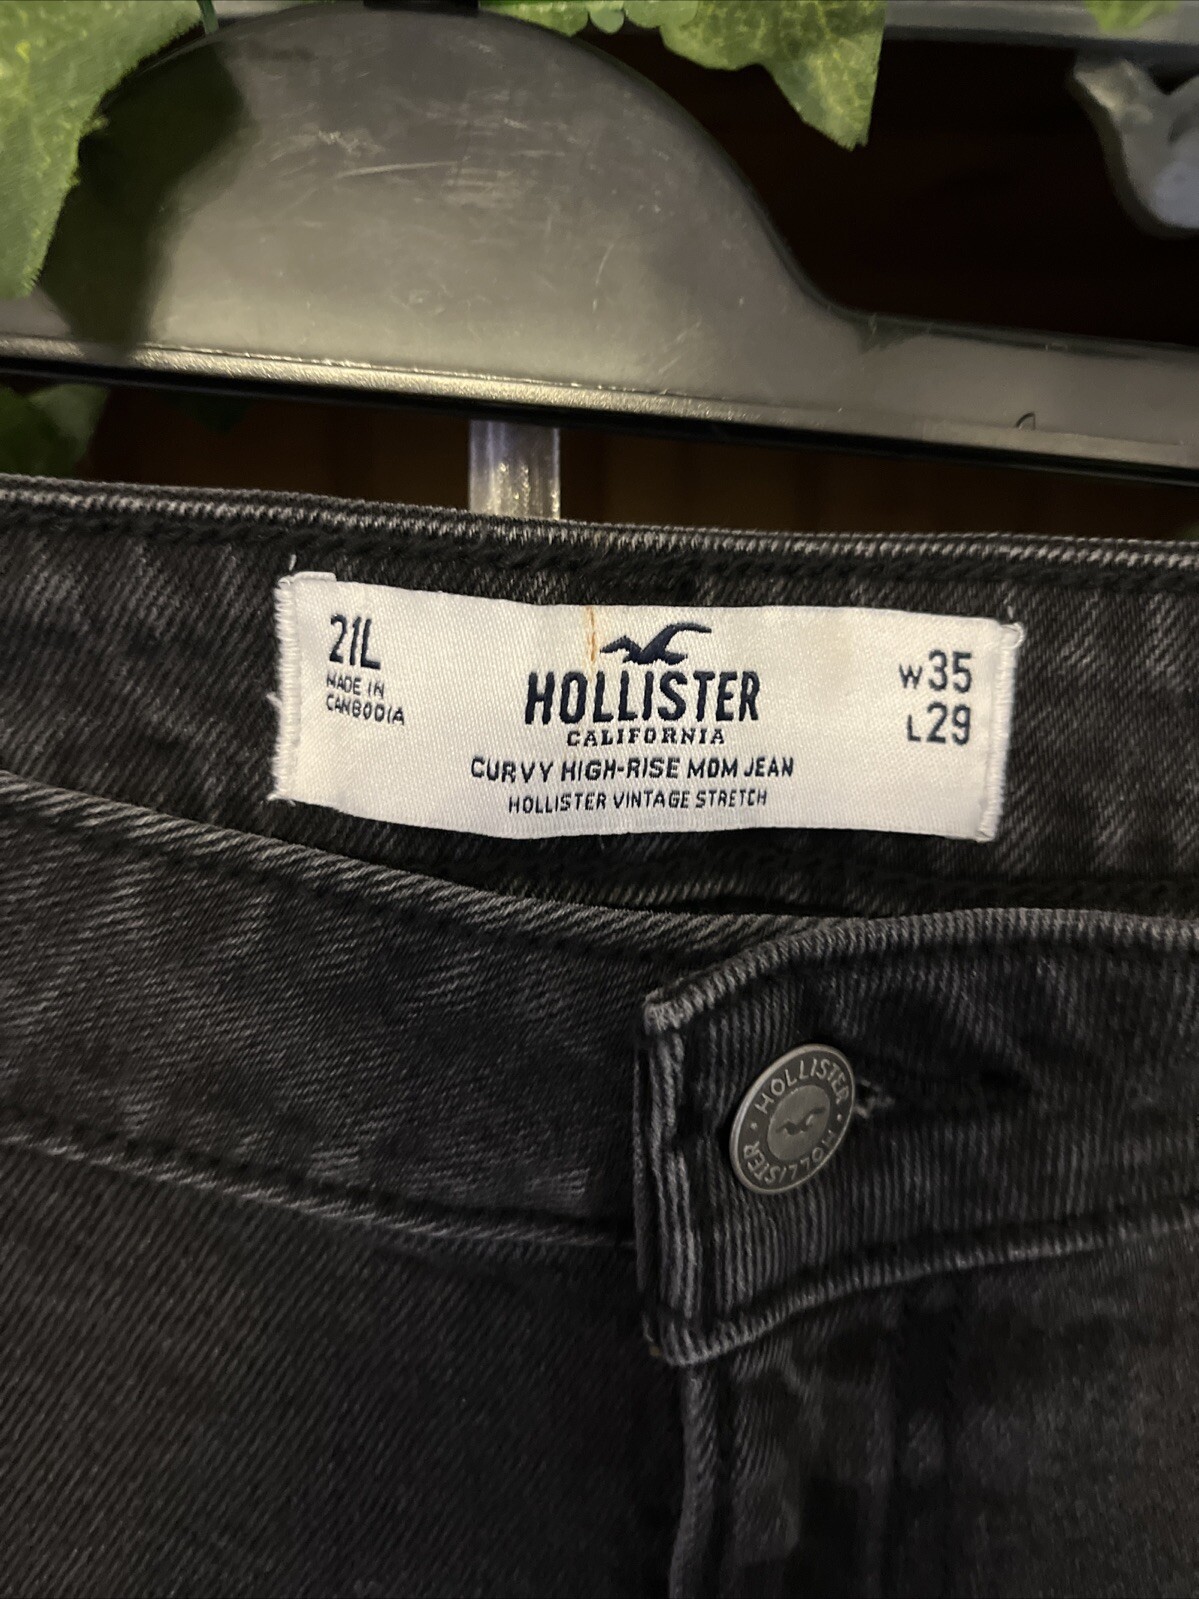 21L
MADE IN
CAMBODIA
HOLLISTER
CALIFORNIA
CURVY HIGH-RISE MOM JEAN
HOLLISTER VINTAGE STRETCH
W35
L29
HOLLISTER · HOLLISTER ·